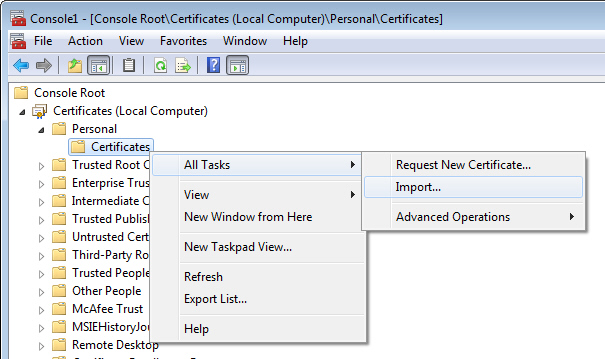 Console1 - [Console Root\Certificates (Local Computer)\Personal\Certificates]
File Action View Favorites Window Help
Console Root
Certificates (Local Computer)
Personal
Certificates
Trusted Root C
Enterprise Trus
Intermediate C
Trusted Publish
Untrusted Cert
Third-Party Ro
Trusted People
Other People
McAfee Trust
MSIEHistoryJou
Remote Desktop
All Tasks
View
New Window from Here
New Taskpad View...
Refresh
Export List...
Help
Request New Certificate...
Import...
Advanced Operations